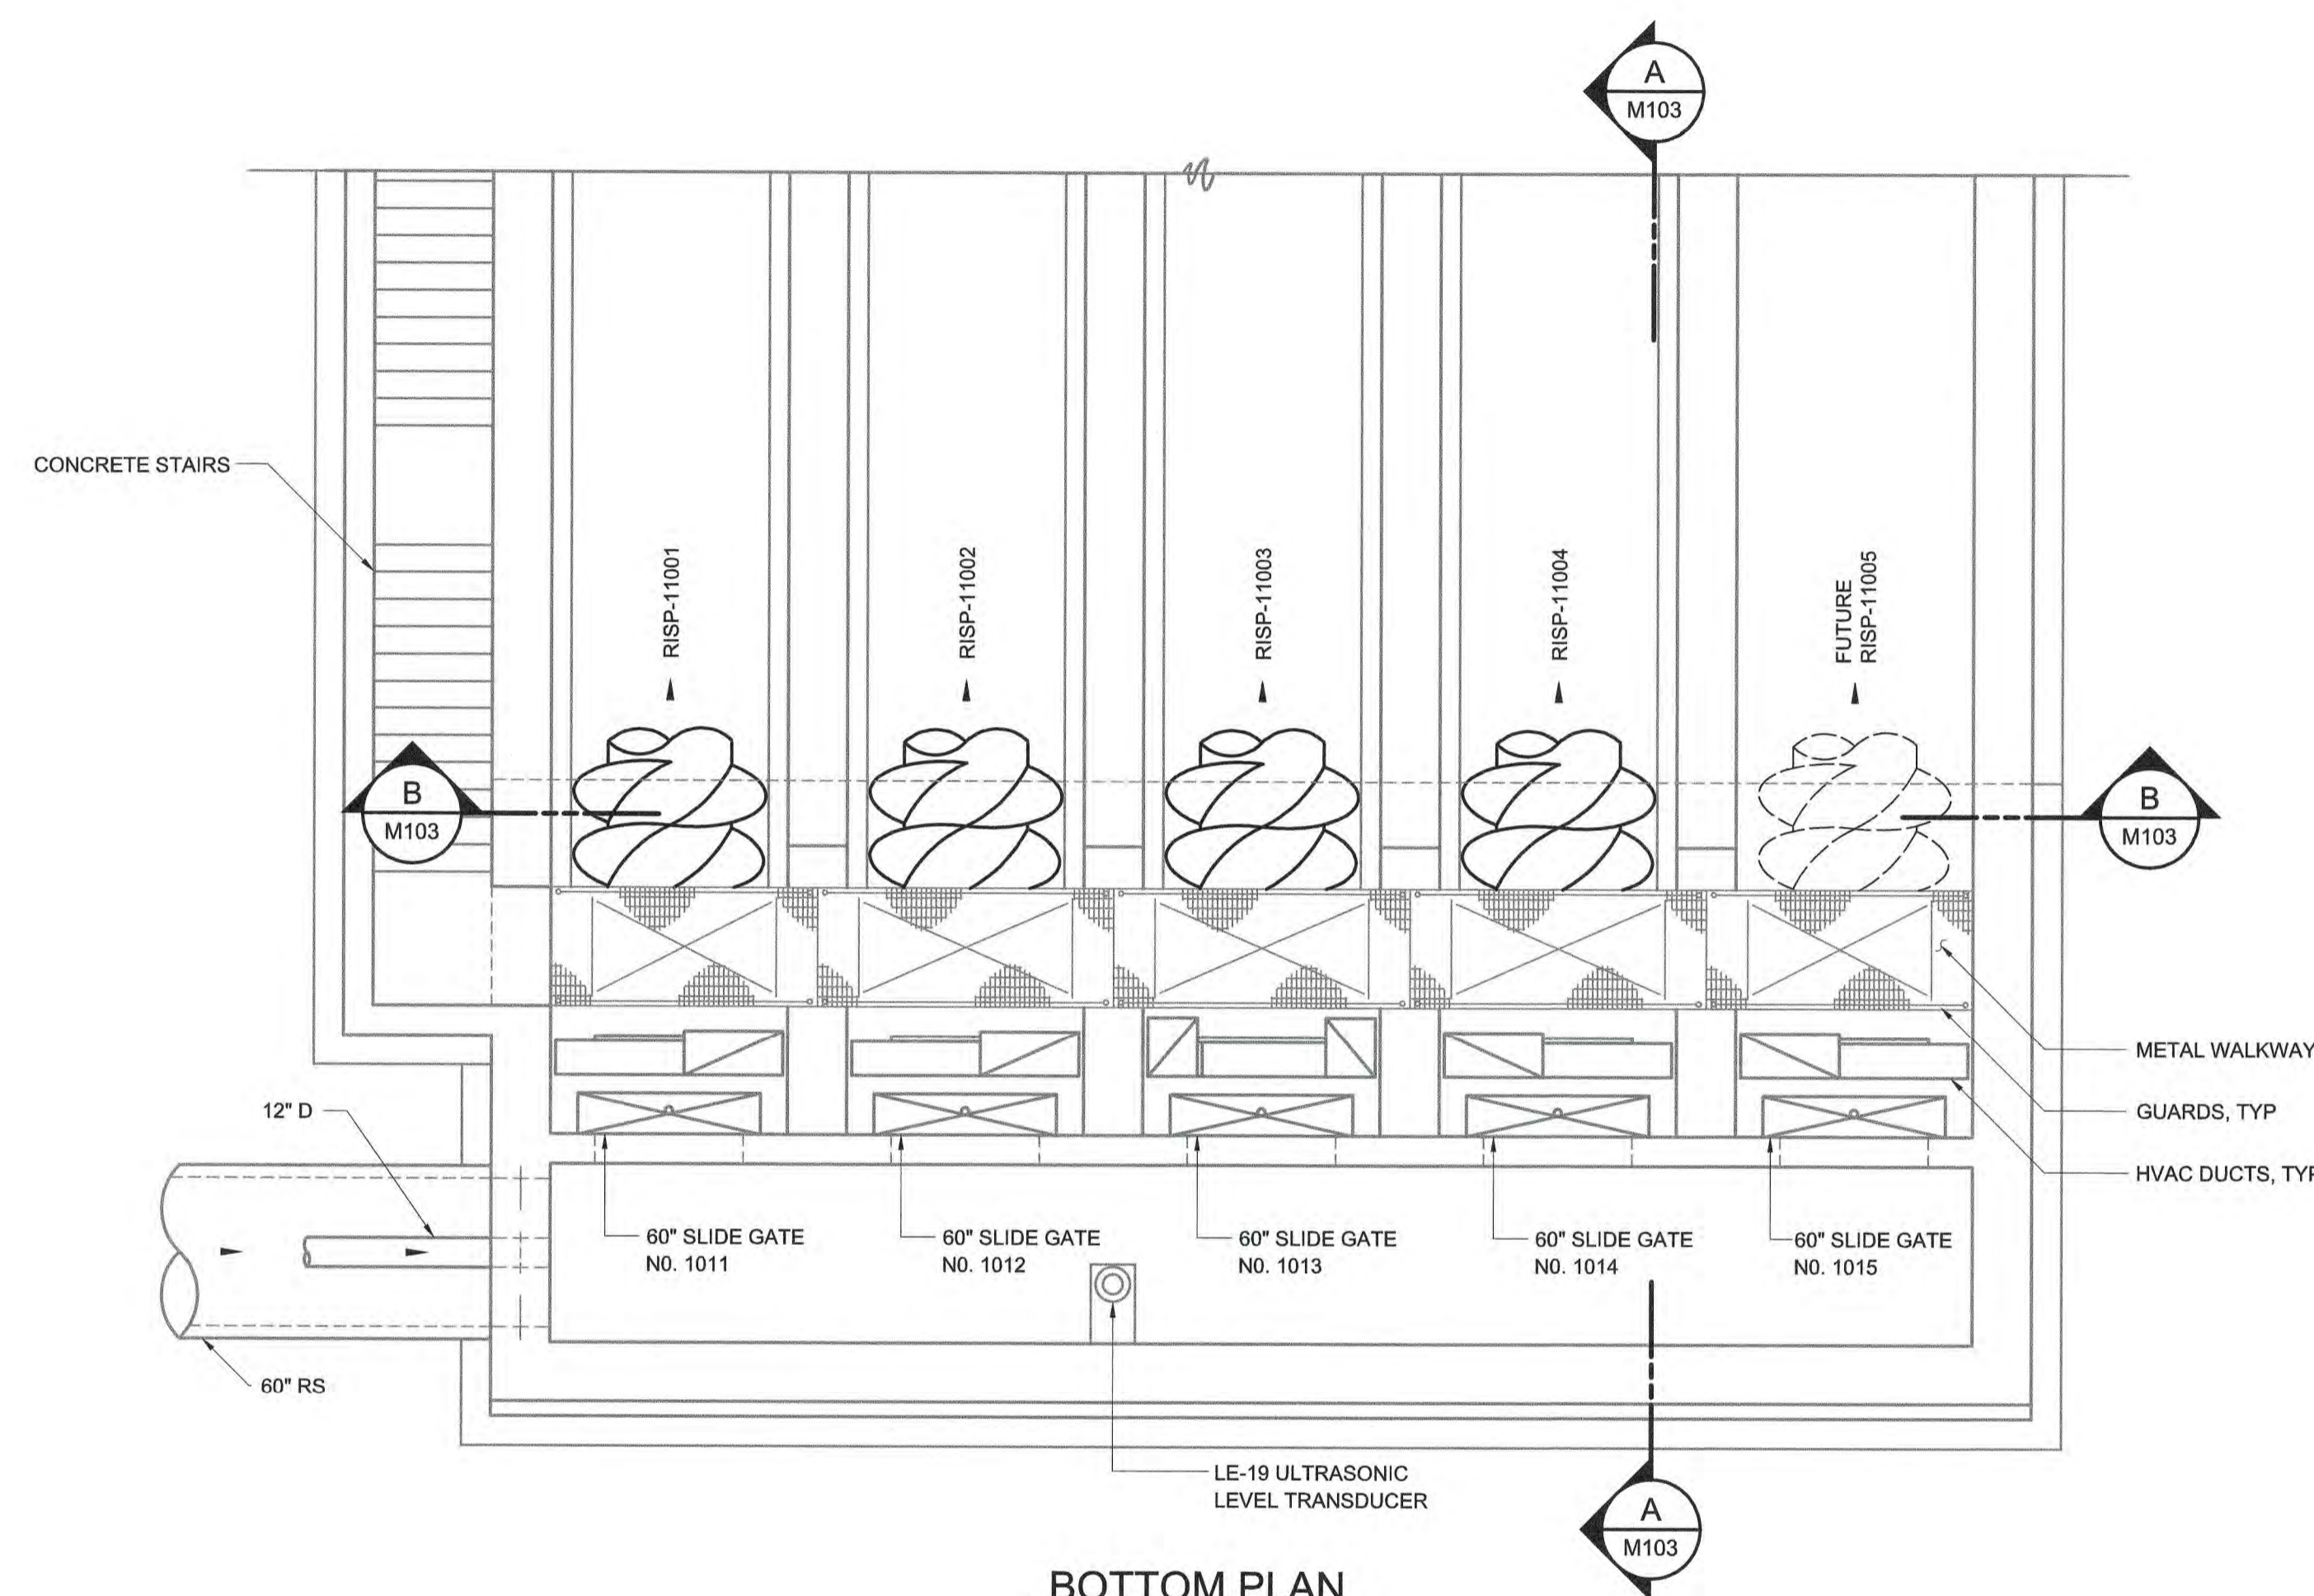 A
M103
CONCRETE STAIRS
RISP-11001
RISP-11002
RISP-11003
RISP-11004
FUTURE
RISP-11005
B
M103
B
M103
METAL WALKWAY
12" D
GUARDS, TYP
HVAC DUCTS, TYP
60" SLIDE GATE
N0. 1011
60" SLIDE GATE
N0. 1012
60" SLIDE GATE
N0. 1013
60" SLIDE GATE
N0. 1014
60" SLIDE GATE
N0. 1015
60" RS
LE-19 ULTRASONIC
LEVEL TRANSDUCER
A
M103
BOTTOM PLAN